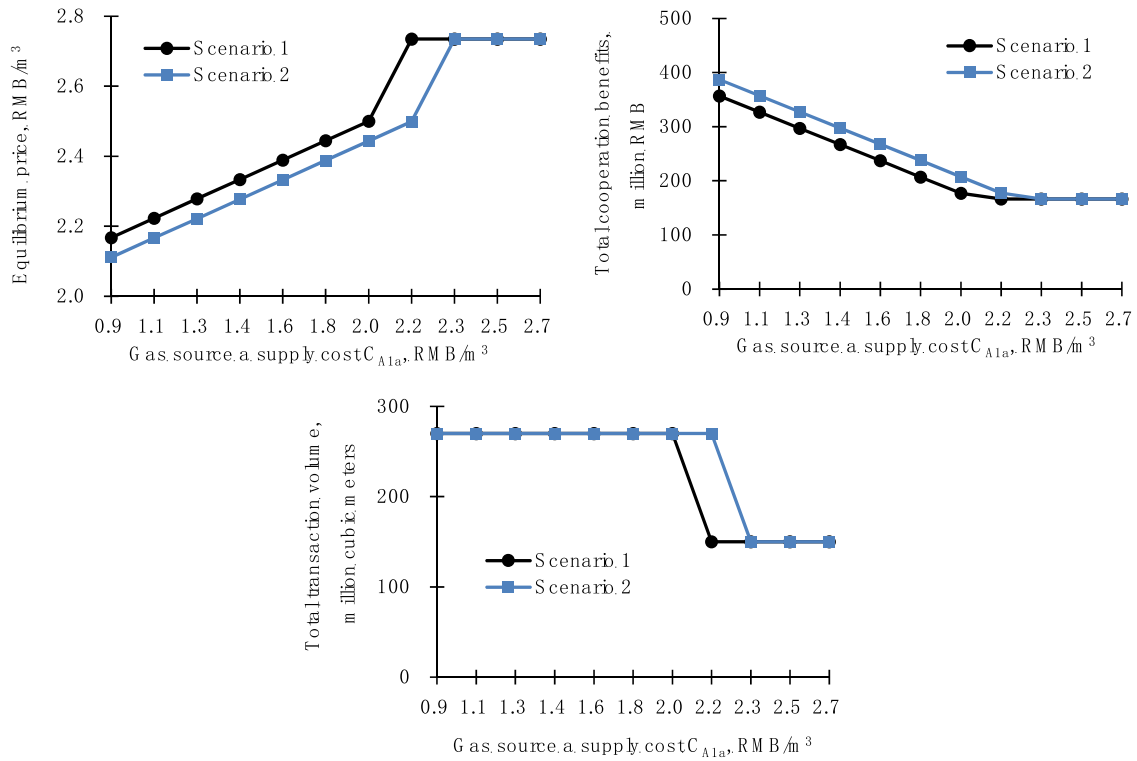 Equilibrium price, RMB/m³
2.8
2.6
2.4
2.2
2.0
Scenario 1
Scenario 2
0.9 1.1 1.3 1.4 1.6 1.8 2.0 2.2 2.3 2.5 2.7
Gas source a supply cost C_A1a, RMB/m³
Total cooperation benefits,
million RMB
500
400
300
200
100
0
Scenario 1
Scenario 2
0.9 1.1 1.3 1.4 1.6 1.8 2.0 2.2 2.3 2.5 2.7
Gas source a supply cost C_A1a, RMB/m³
Total transaction volume,
million cubic meters
300
200
100
0
Scenario 1
Scenario 2
0.9 1.1 1.3 1.4 1.6 1.8 2.0 2.2 2.3 2.5 2.7
Gas source a supply cost C_A1a, RMB/m³